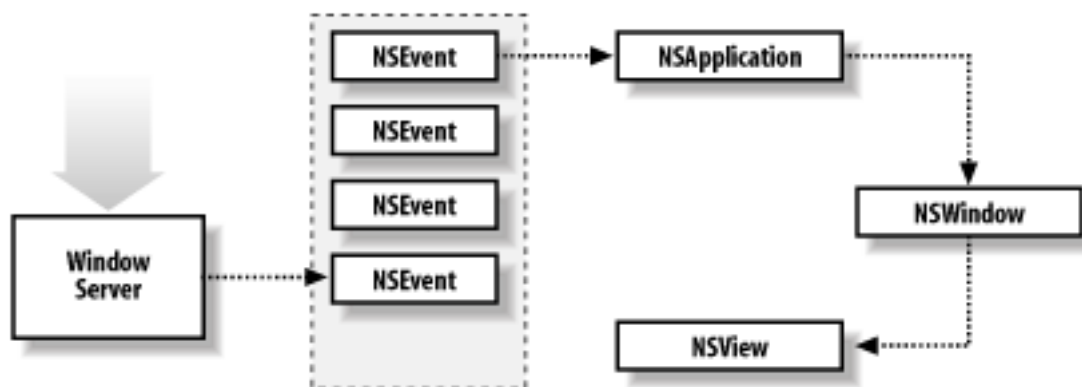 NSEvent
NSApplication
NSEvent
NSEvent
NSWindow
Window
Server
NSEvent
NSView